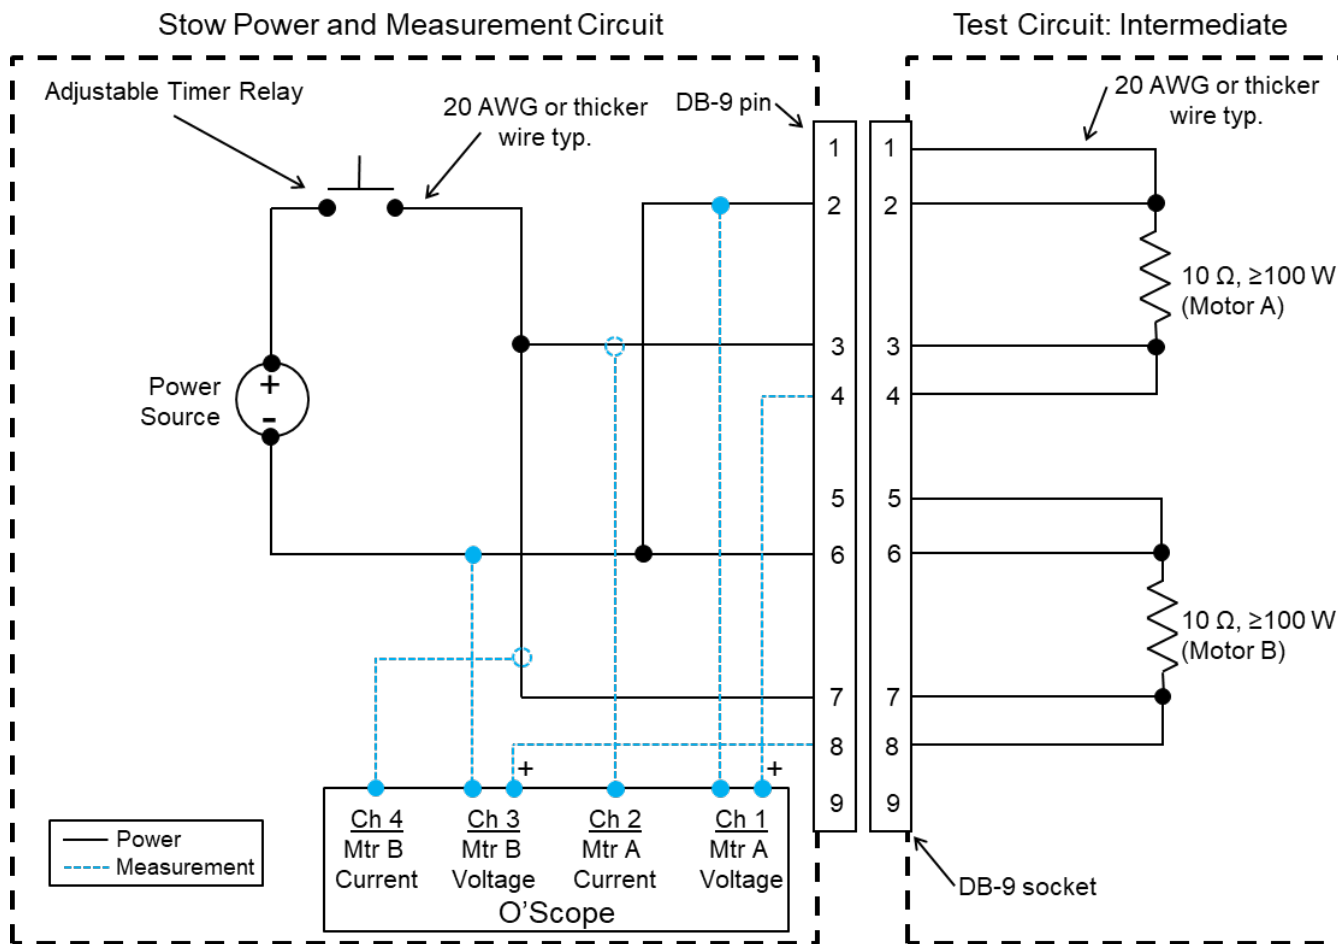 Stow Power and Measurement Circuit
Test Circuit: Intermediate
Adjustable Timer Relay
20 AWG or thicker
wire typ.
DB-9 pin
20 AWG or thicker
wire typ.
1
2
3
4
5
6
7
8
9
1
2
3
4
5
6
7
8
9
10 Ω, ≥100 W
(Motor A)
10 Ω, ≥100 W
(Motor B)
Power
Source
+
-
+
+
Ch 4
Mtr B
Current
Ch 3
Mtr B
Voltage
Ch 2
Mtr A
Current
Ch 1
Mtr A
Voltage
O'Scope
Power
Measurement
DB-9 socket